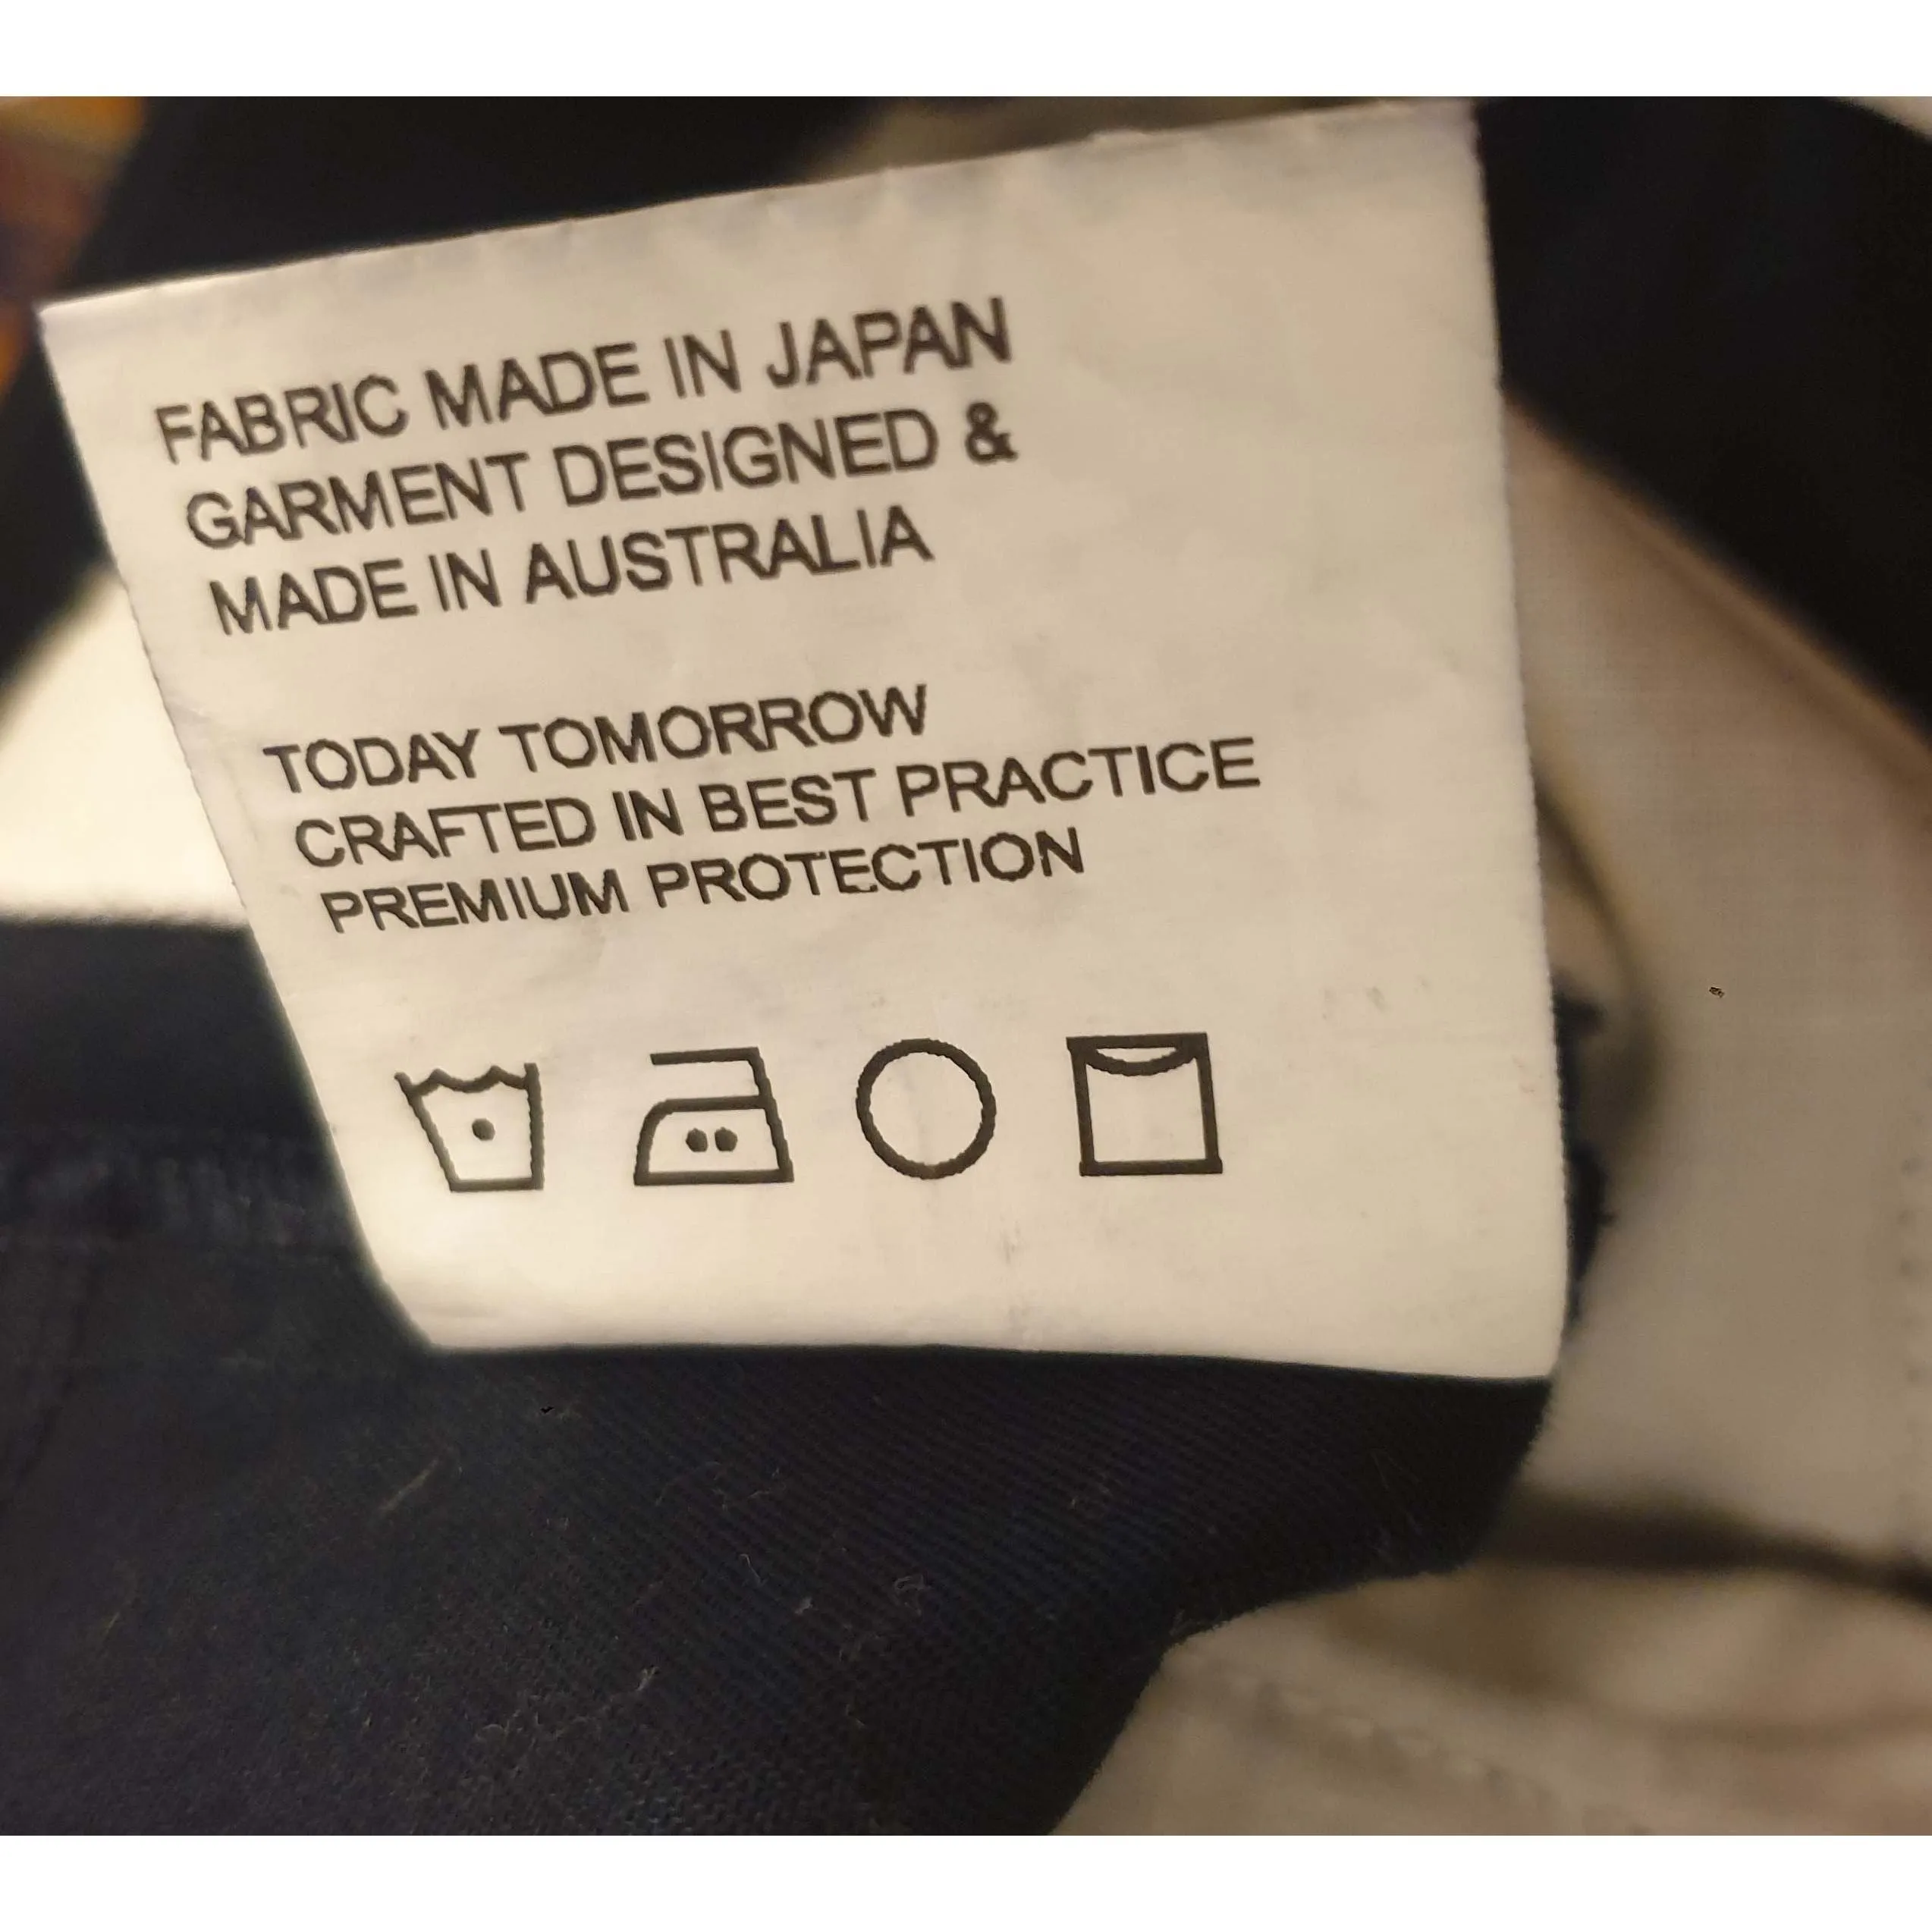 FABRIC MADE IN JAPAN
GARMENT DESIGNED &
MADE IN AUSTRALIA
TODAY TOMORROW
CRAFTED IN BEST PRACTICE
PREMIUM PROTECTION